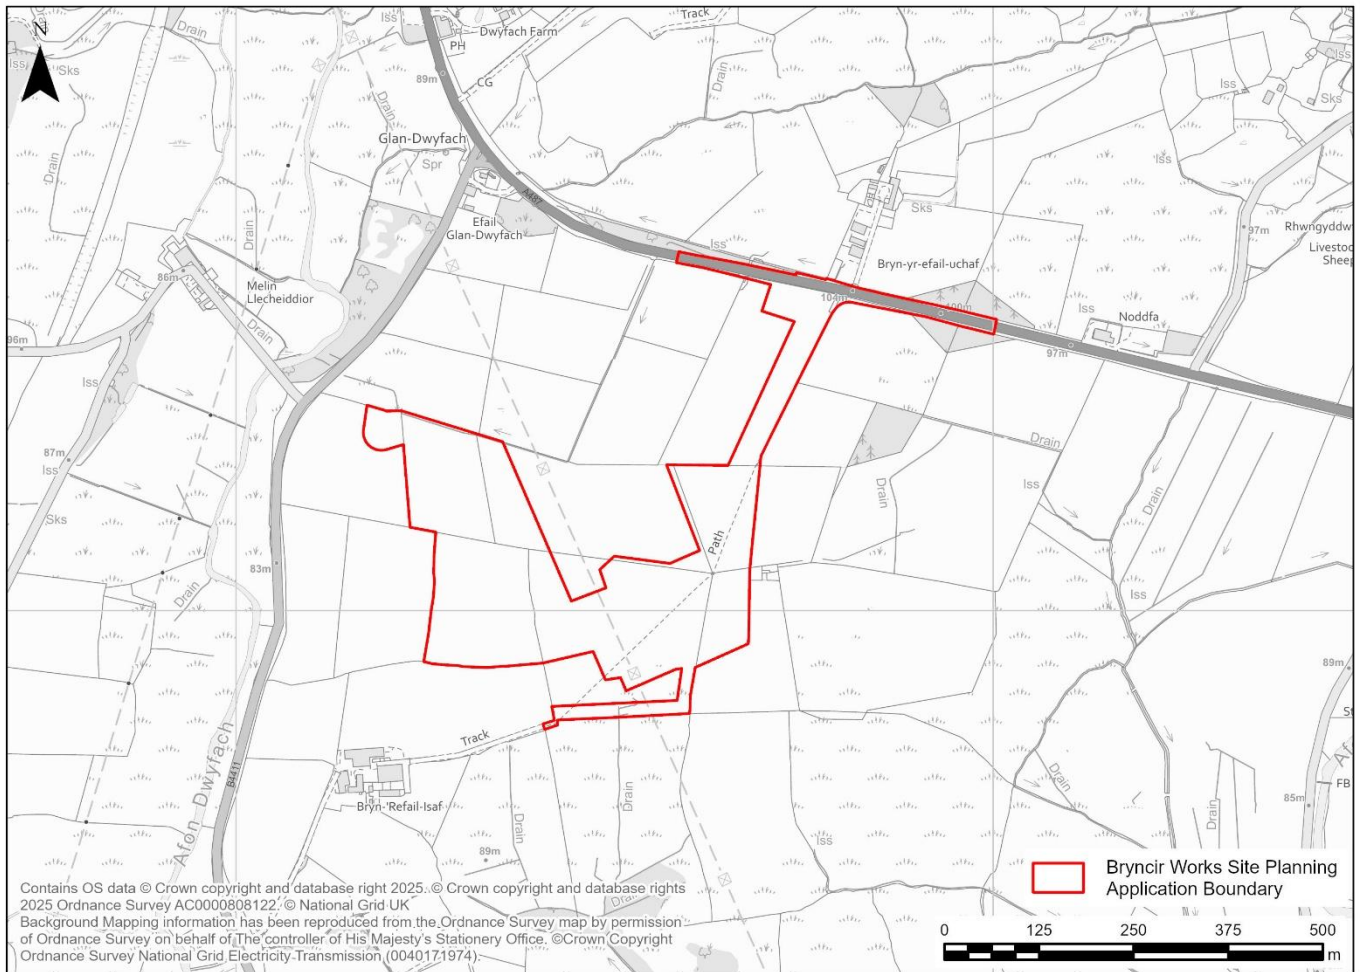 N
Drain
Iss
Track
Dwyfach Farm
PH
Iss
Sks
89m
CG
Drain
Drain
Iss
Iss
Sks
Drain
Glan-Dwyfach
Spr
Iss
Drain
A487
Sks
Efail
Glan-Dwyfach
Iss
97m
Rhwngyddw
Livestoc
Sheep
Bryn-yr-efail-uchaf
86m
Melin
Llecheiddior
104m
100m
Iss
Noddfa
97m
96m
Drain
Iss
Drain
87m
Iss
Drain
Iss
Drain
Sks
Path
83m
Drain
Iss
89m
Track
St
Afon Dwyfach
B4411
Drain
Drain
FB
85m
Bryn-'Refail-Isaf
Drain
Drain
Iss
89m
Bryncir Works Site Planning
Application Boundary
Contains OS data © Crown copyright and database right 2025. © Crown copyright and database rights
2025 Ordnance Survey AC0000808122. © National Grid UK
Background Mapping information has been reproduced from the Ordnance Survey map by permission
of Ordnance Survey on behalf of The controller of His Majesty's Stationery Office. ©Crown Copyright
Ordnance Survey National Grid Electricity Transmission (0040171974).
0 125 250 375 500
m